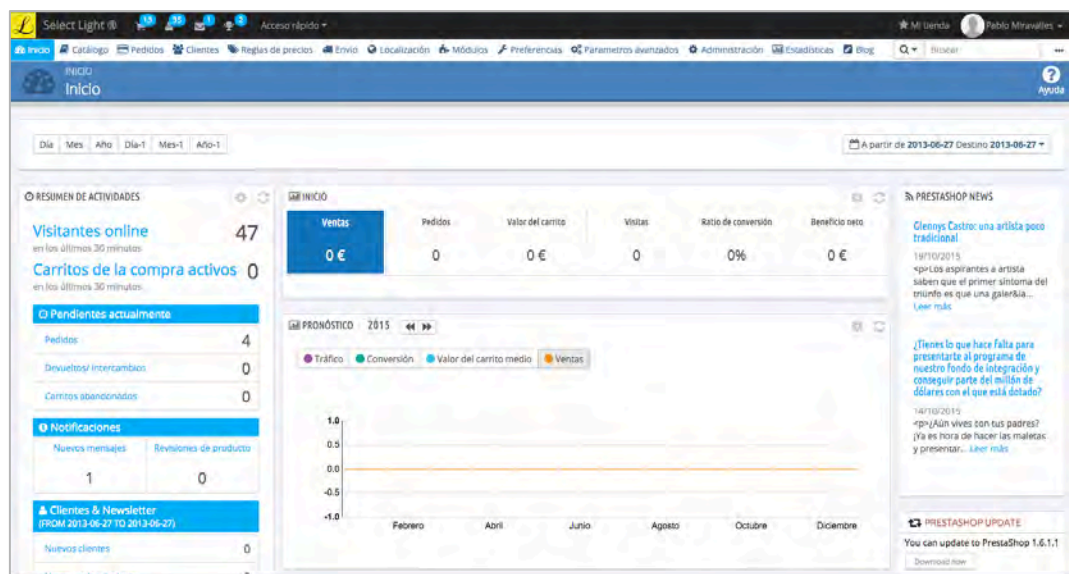 Select Light ®
Acceso rápido
Mi tienda
Pablo Miravalles
Inicio
Catálogo
Pedidos
Clientes
Reglas de precios
Envío
Localización
Módulos
Preferencias
Parametros avanzados
Administración
Estadísticas
Blog
Buscar
INICIO
Inicio
Ayuda
Día
Mes
Año
Día-1
Mes-1
Año-1
A partir de 2013-06-27 Destino 2013-06-27
RESUMEN DE ACTIVIDADES
Visitantes online 47
en los últimos 30 minutos
Carritos de la compra activos 0
en los últimos 30 minutos
Pendientes actualmente
Pedidos 4
Devueltos/ Intercambios 0
Carritos abandonados 0
Notificaciones
Nuevos mensajes
Revisiones de producto
1
0
Clientes & Newsletter
(FROM 2013-06-27 TO 2013-06-27)
Nuevos clientes 0
INICIO
Ventas
Pedidos
Valor del carrito
Visitas
Ratio de conversión
Beneficio neto
0 €
0
0 €
0
0%
0 €
PRONÓSTICO 2015
Tráfico
Conversión
Valor del carrito medio
Ventas
1.0
0.5
0.0
-0.5
-1.0
Febrero
Abril
Junio
Agosto
Octubre
Diciembre
PRESTASHOP NEWS
Glennys Castro: una artista poco
tradicional
19/10/2015
<p>Los aspirantes a artista
saben que el primer síntoma del
triunfo es que una galer&ia...
Leer más
¿Tienes lo que hace falta para
presentarte al programa de
nuestro fondo de integración y
conseguir parte del millón de
dólares con el que está dotado?
14/10/2015
<p>¿Aún vives con tus padres?
¡Ya es hora de hacer las maletas
y presentar... Leer más
PRESTASHOP UPDATE
You can update to PrestaShop 1.6.1.1
Download now